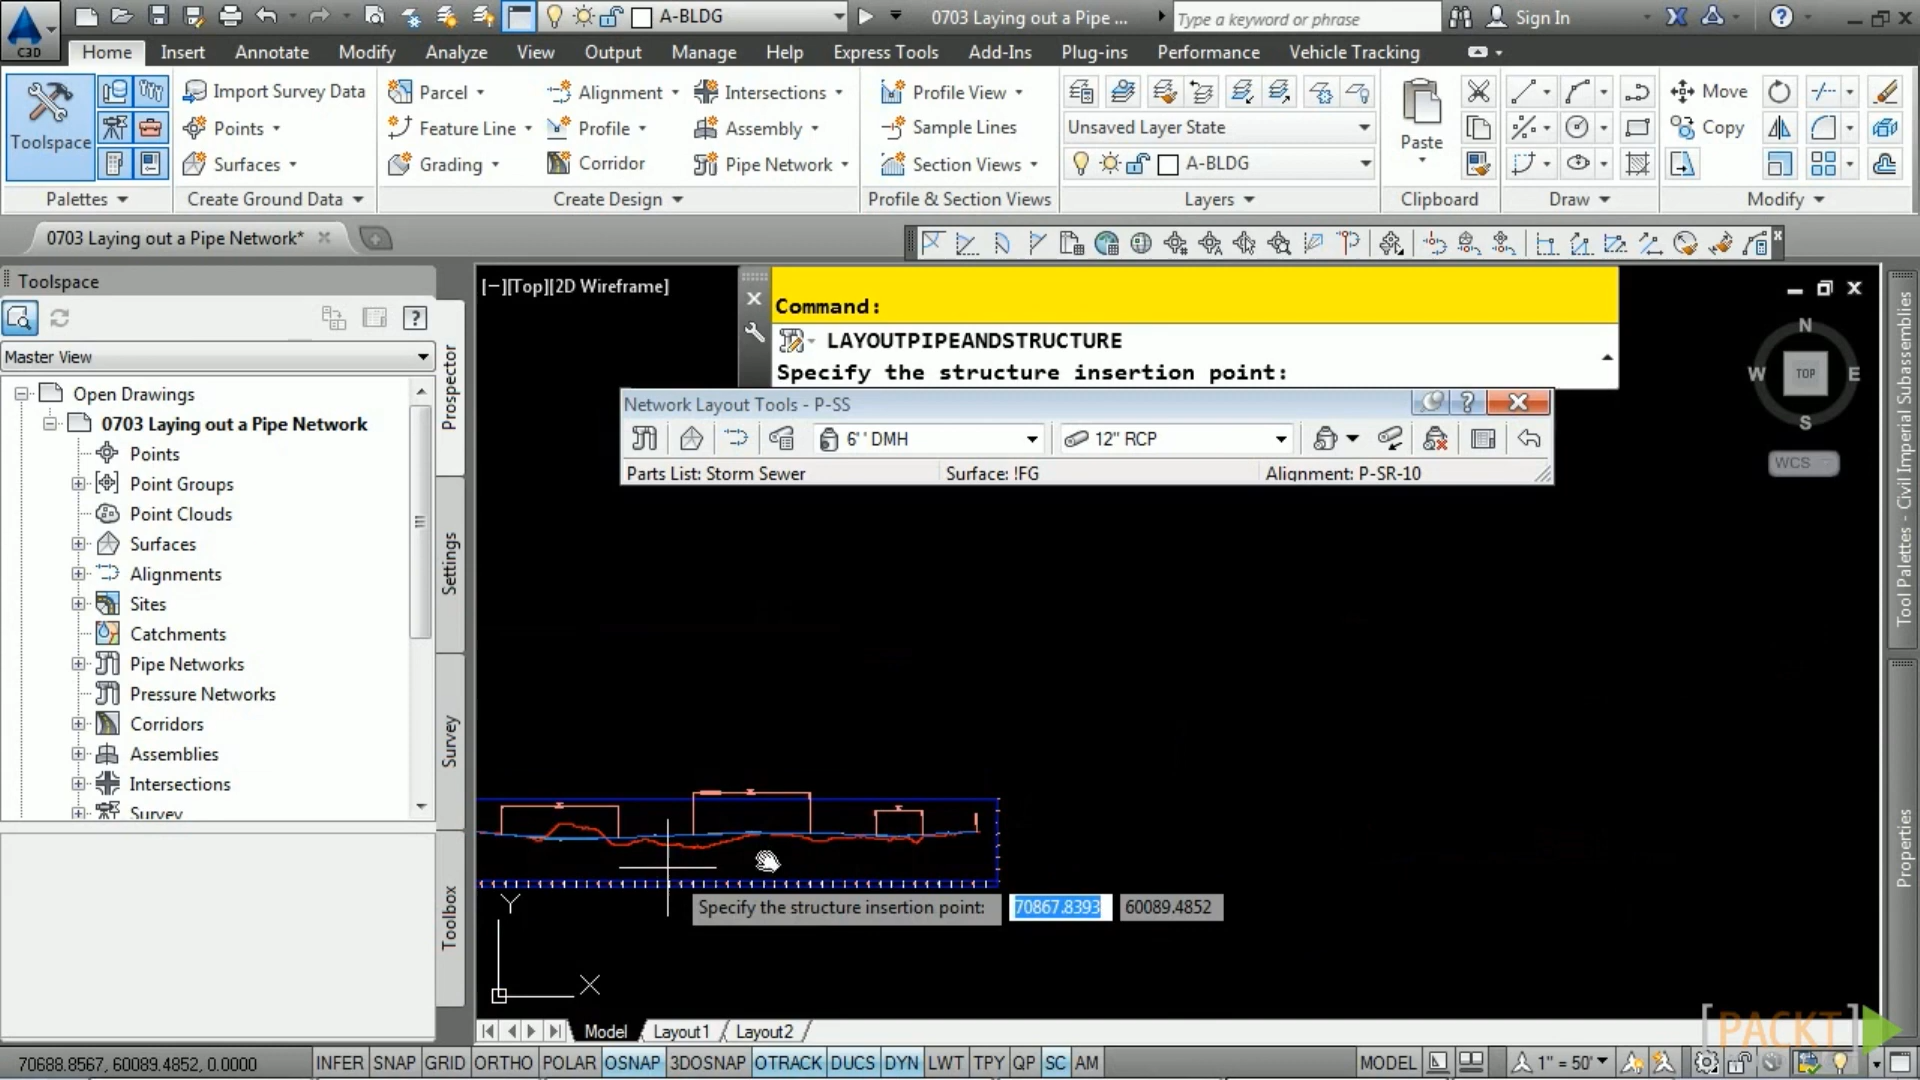 A-BLDG
0703 Laying out a Pipe ...
Type a keyword or phrase
Sign In
C3D
Home
Insert
Annotate
Modify
Analyze
View
Output
Manage
Help
Express Tools
Add-Ins
Plug-ins
Performance
Vehicle Tracking
Toolspace
Import Survey Data
Points
Surfaces
Parcel
Feature Line
Grading
Alignment
Profile
Corridor
Intersections
Assembly
Pipe Network
Profile View
Sample Lines
Section Views
Unsaved Layer State
A-BLDG
Paste
Move
Copy
Palettes
Create Ground Data
Create Design
Profile & Section Views
Layers
Clipboard
Draw
Modify
0703 Laying out a Pipe Network*
Toolspace
Master View
Open Drawings
0703 Laying out a Pipe Network
Points
Point Groups
Point Clouds
Surfaces
Alignments
Sites
Catchments
Pipe Networks
Pressure Networks
Corridors
Assemblies
Intersections
Survey
Prospector
Settings
Survey
Toolbox
[−][Top][2D Wireframe]
Command:
LAYOUTPIPEANDSTRUCTURE
Specify the structure insertion point:
Network Layout Tools - P-SS
6'' DMH
12" RCP
Parts List: Storm Sewer
Surface: !FG
Alignment: P-SR-10
N
W
TOP
E
S
WCS
Tool Palettes - Civil Imperial Subassemblies
Properties
Specify the structure insertion point:
70867.8393
60089.4852
Y
X
Model
Layout1
Layout2
[PACKT]
70688.8567, 60089.4852, 0.0000
INFER
SNAP
GRID
ORTHO
POLAR
OSNAP
3DOSNAP
OTRACK
DUCS
DYN
LWT
TPY
QP
SC
AM
MODEL
1" = 50'